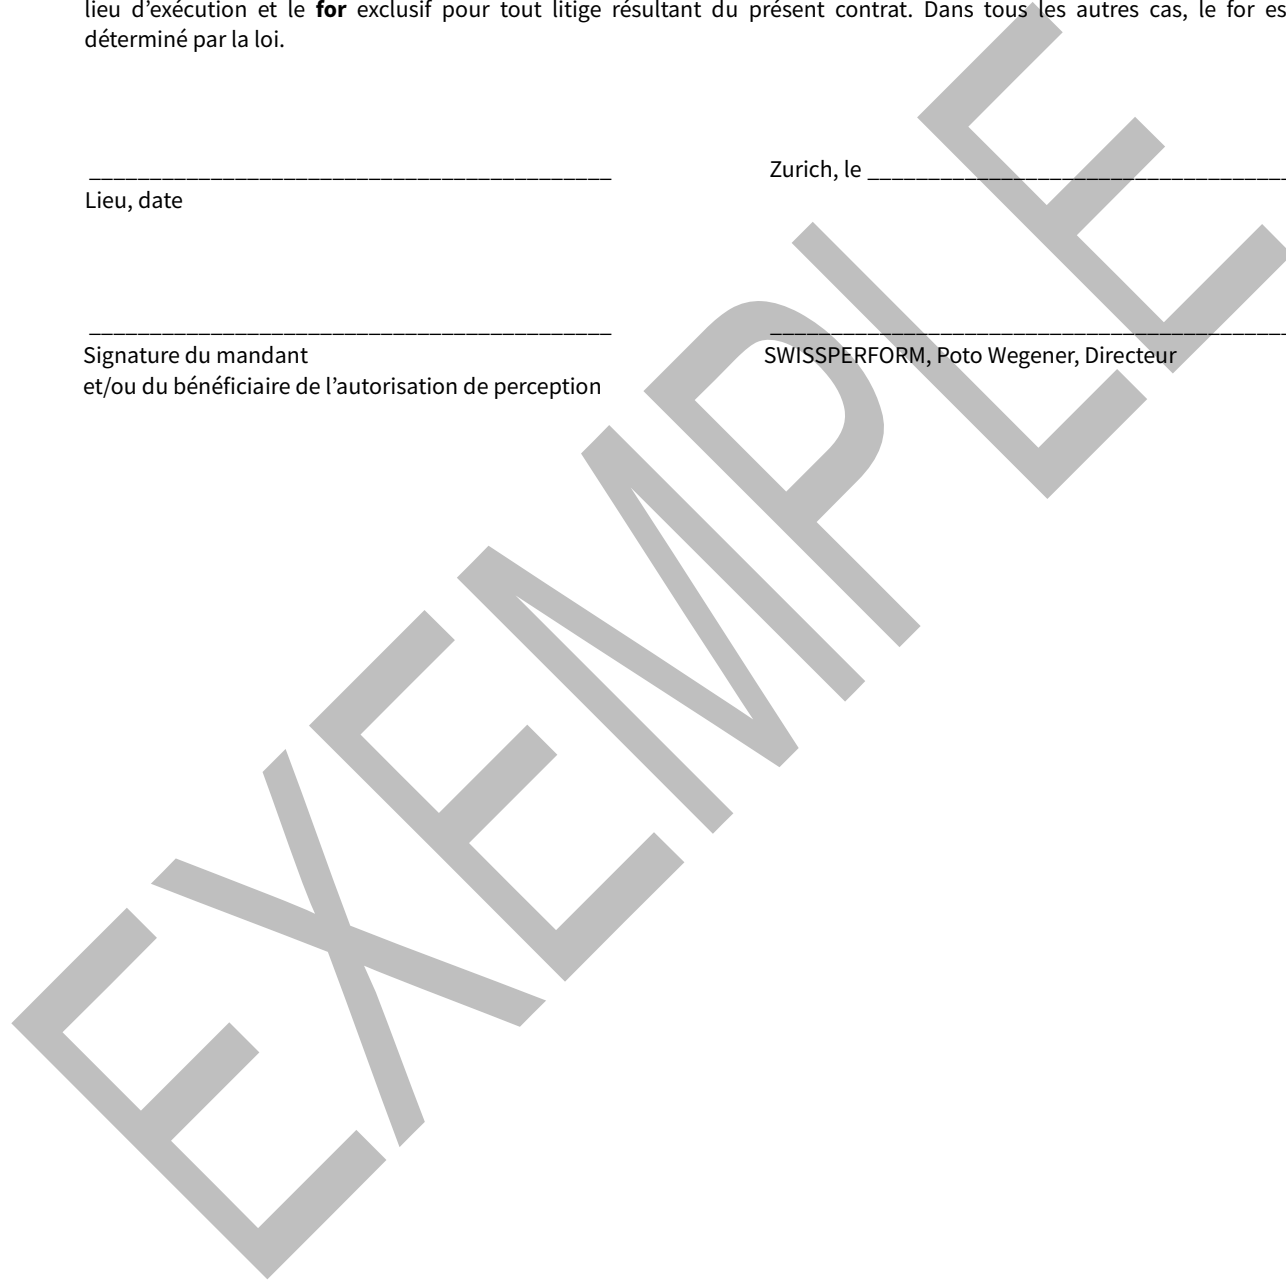 lieu d’exécution et le for exclusif pour tout litige résultant du présent contrat. Dans tous les autres cas, le for es
déterminé par la loi.
Zurich, le
Lieu, date
Signature du mandant
et/ou du bénéficiaire de l’autorisation de perception
SWISSPERFORM, Poto Wegener, Directeur
EXEMPLE